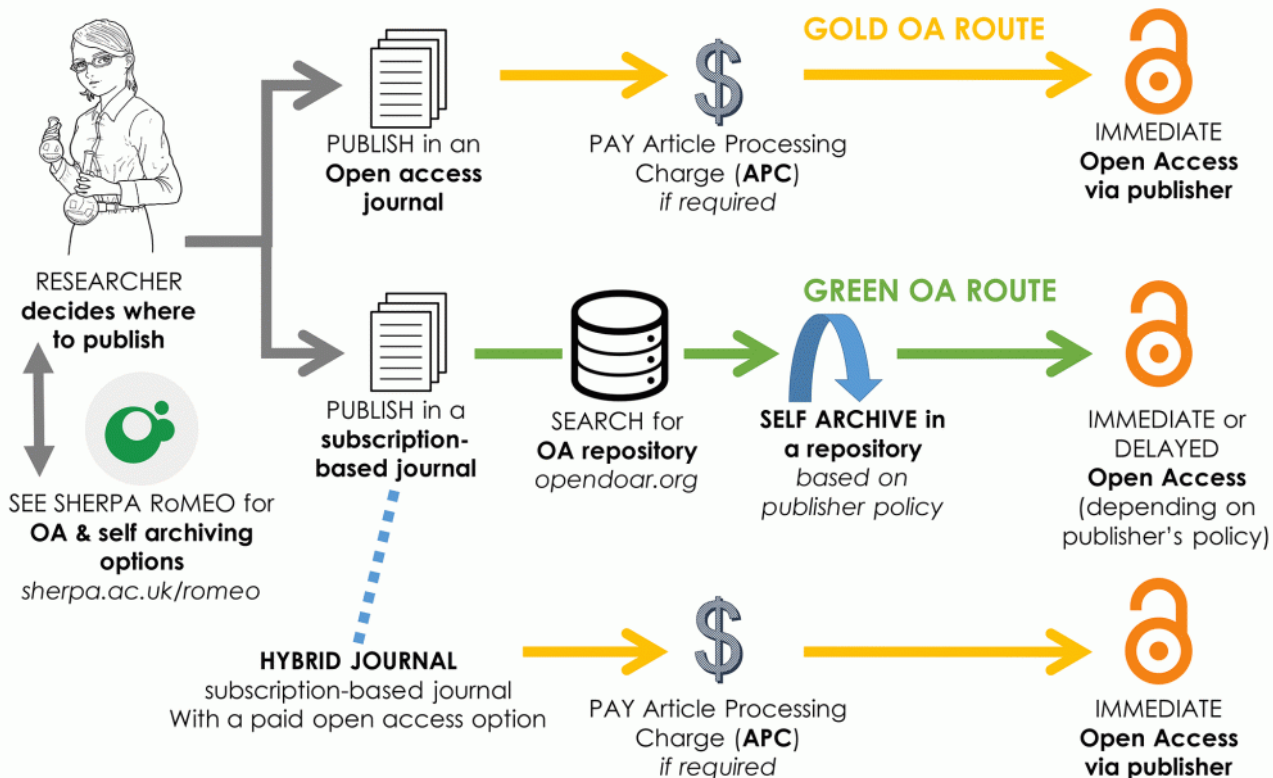 GOLD OA ROUTE
PUBLISH in an
Open access
journal
PAY Article Processing
Charge (APC)
if required
IMMEDIATE
Open Access
via publisher
RESEARCHER
decides where
to publish
GREEN OA ROUTE
PUBLISH in a
subscription-
based journal
SEARCH for
OA repository
opendoar.org
SELF ARCHIVE in
a repository
based on
publisher policy
IMMEDIATE or
DELAYED
Open Access
(depending on
publisher's policy)
SEE SHERPA RoMEO for
OA & self archiving
options
sherpa.ac.uk/romeo
HYBRID JOURNAL
subscription-based journal
With a paid open access option
PAY Article Processing
Charge (APC)
if required
IMMEDIATE
Open Access
via publisher